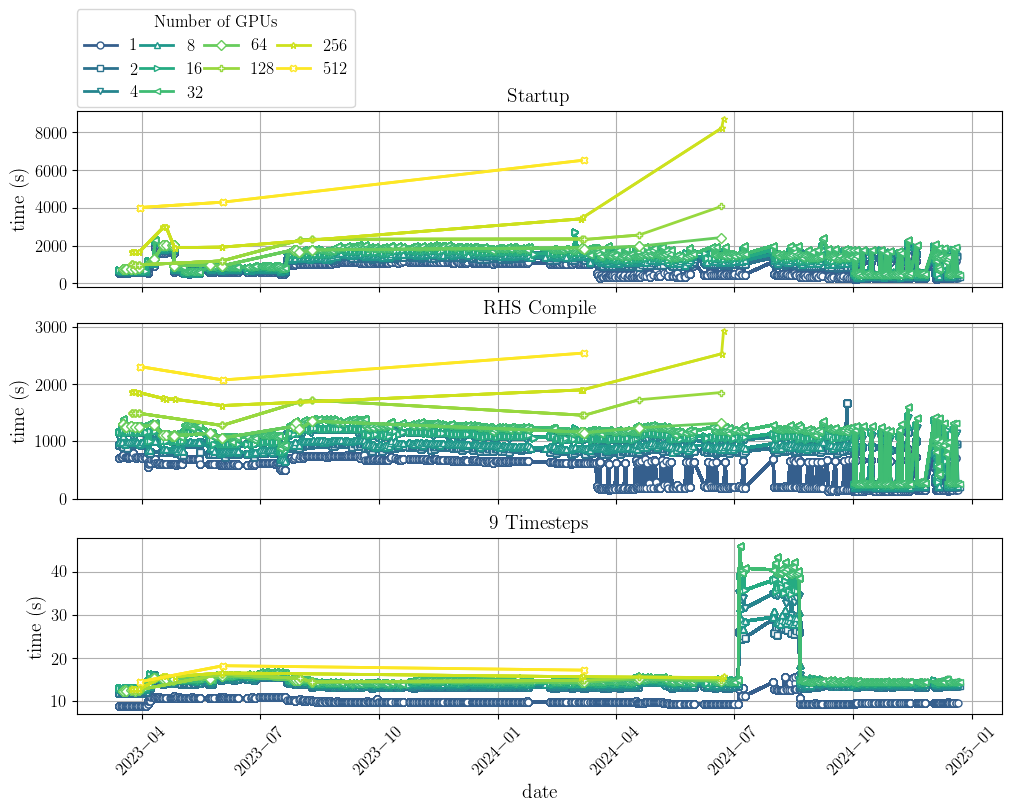 Number of GPUs
1 8 64 256
2 16 128 512
4 32
Startup
8000
6000
4000
2000
0
time (s)
RHS Compile
3000
2000
1000
0
time (s)
9 Timesteps
40
30
20
10
time (s)
2023−04 2023−07 2023−10 2024−01 2024−04 2024−07 2024−10 2025−01
date